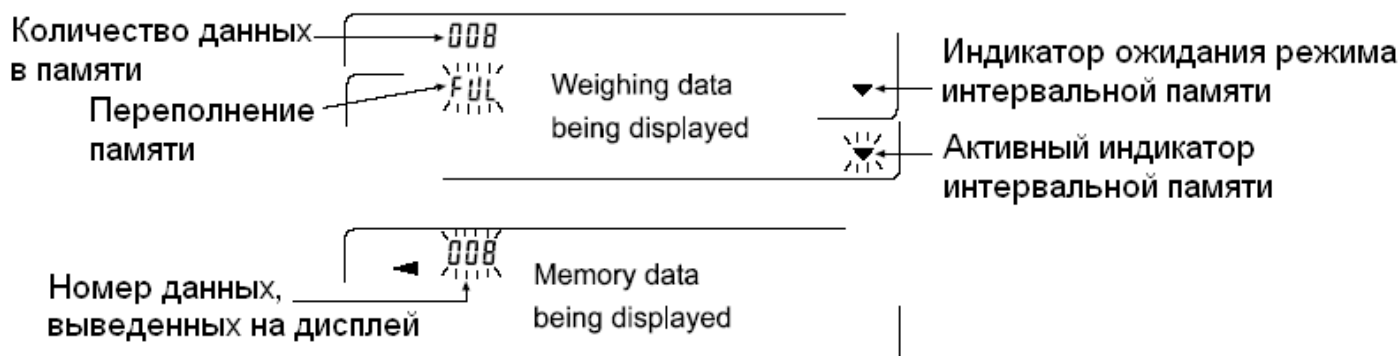 Количество данных
в памяти
008
FUL
Переполнение
памяти
Weighing data
being displayed
Индикатор ожидания режима
интервальной памяти
Активный индикатор
интервальной памяти
008
Номер данных,
выведенных на дисплей
Memory data
being displayed